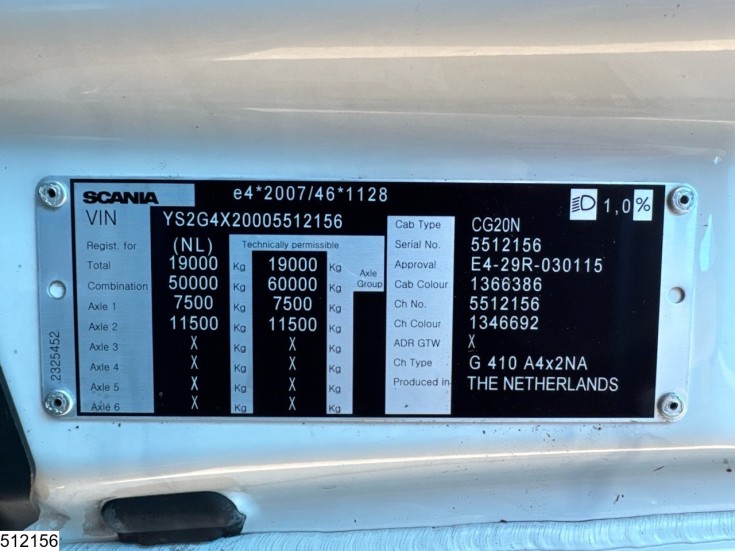 SCANIA e4*2007/46*1128 1,0%
VIN YS2G4X20005512156
Regist. for (NL) Technically permissible
Total 19000 Kg 19000 Kg Axle Group
Combination 50000 Kg 60000 Kg
Axle 1 7500 Kg 7500 Kg
Axle 2 11500 Kg 11500 Kg
Axle 3 X Kg X Kg
Axle 4 X Kg X Kg
Axle 5 X Kg X Kg
Axle 6 X Kg X Kg
Cab Type CG20N
Serial No. 5512156
Approval E4-29R-030115
Cab Colour 1366386
Ch No. 5512156
Ch Colour 1346692
ADR GTW X
Ch Type G 410 A4x2NA
Produced in THE NETHERLANDS
2325452
512156